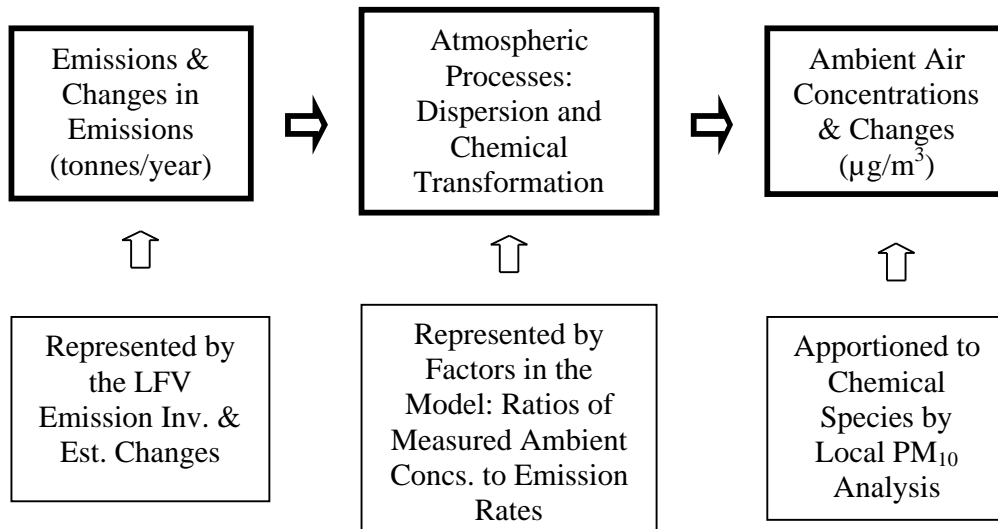 Emissions &
Changes in
Emissions
(tonnes/year)
Atmospheric
Processes:
Dispersion and
Chemical
Transformation
Ambient Air
Concentrations
& Changes
(µg/m³)
Represented by
the LFV
Emission Inv. &
Est. Changes
Represented by
Factors in the
Model: Ratios of
Measured Ambient
Concs. to Emission
Rates
Apportioned to
Chemical
Species by
Local PM₁₀
Analysis